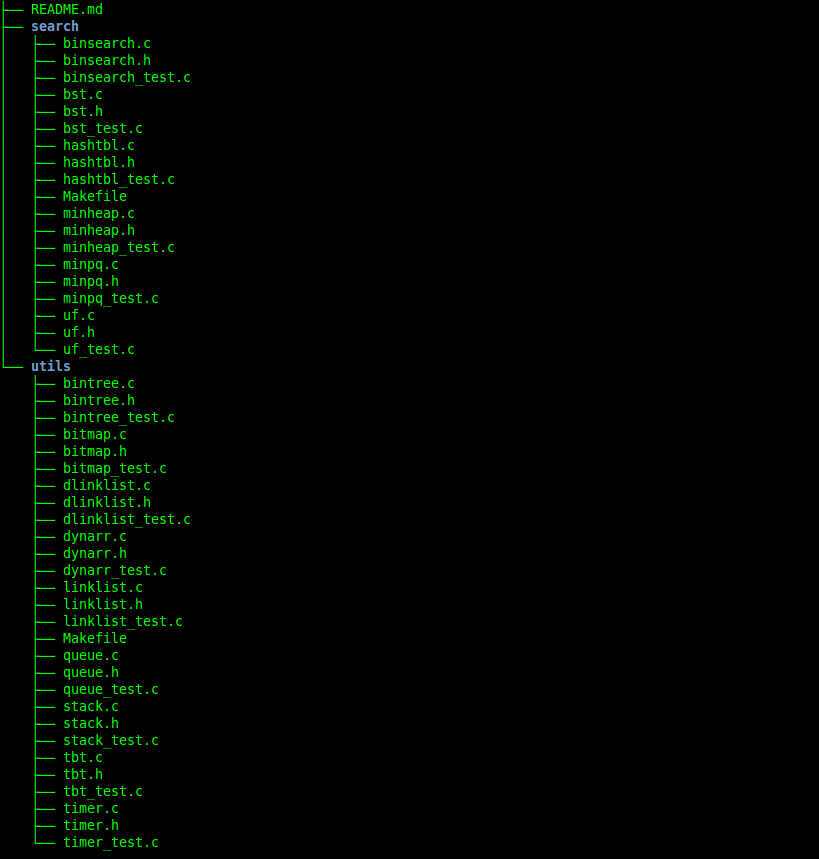 ├── README.md
├── search
│   ├── binsearch.c
│   ├── binsearch.h
│   ├── binsearch_test.c
│   ├── bst.c
│   ├── bst.h
│   ├── bst_test.c
│   ├── hashtbl.c
│   ├── hashtbl.h
│   ├── hashtbl_test.c
│   ├── Makefile
│   ├── minheap.c
│   ├── minheap.h
│   ├── minheap_test.c
│   ├── minpq.c
│   ├── minpq.h
│   ├── minpq_test.c
│   ├── uf.c
│   ├── uf.h
│   └── uf_test.c
└── utils
    ├── bintree.c
    ├── bintree.h
    ├── bintree_test.c
    ├── bitmap.c
    ├── bitmap.h
    ├── bitmap_test.c
    ├── dlinklist.c
    ├── dlinklist.h
    ├── dlinklist_test.c
    ├── dynarr.c
    ├── dynarr.h
    ├── dynarr_test.c
    ├── linklist.c
    ├── linklist.h
    ├── linklist_test.c
    ├── Makefile
    ├── queue.c
    ├── queue.h
    ├── queue_test.c
    ├── stack.c
    ├── stack.h
    ├── stack_test.c
    ├── tbt.c
    ├── tbt.h
    ├── tbt_test.c
    ├── timer.c
    ├── timer.h
    └── timer_test.c